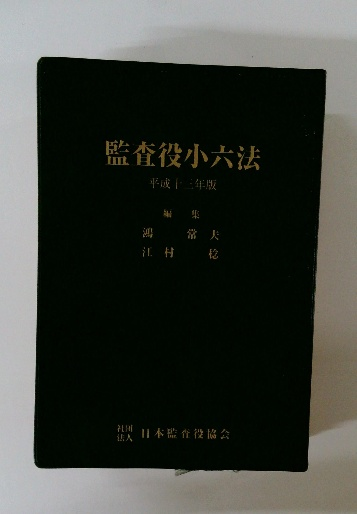 監査役小六法
平成十三年版
編集
鴻常夫
江村稔
社団法人 日本監査役協会